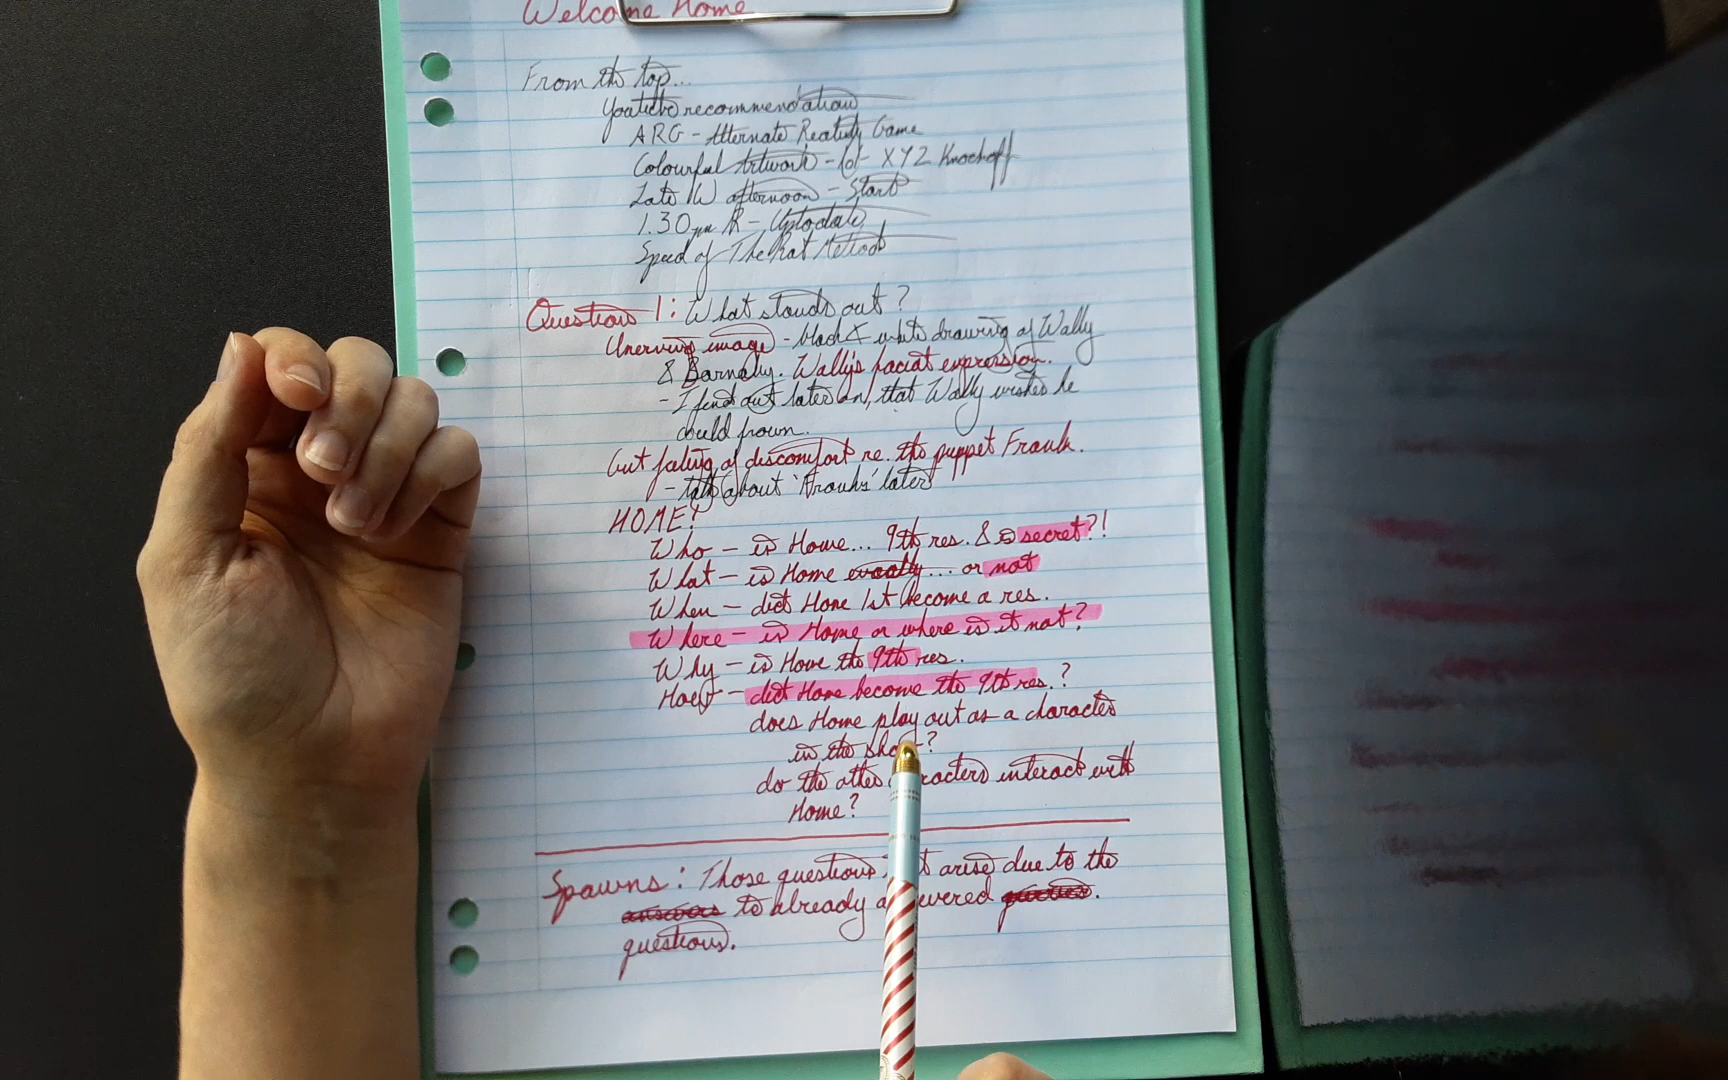 Welcome Home
From the top...
Youtube recommendation
ARG - Alternate Reality Game
Colourful Artwork - lol - XYZ Knockoff
Late W afternoon - Start
1.30pm R - Uptodate
Speed of The Rat Method
Question 1: What stands out?
Unerving image - black & white drawing of Wally
& Barnaby. Wally's facial expression.
- I find out later on, that Wally wishes he
could frown.
Gut feeling of discomfort re. the puppet Frank.
- talk about 'Franks' later
HOME?
Who - is Home... 9th res. & is secret?!
What - is Home exactly... or not
When - did Home 1st become a res.
Where - is Home or where is it not?
Why - is Home the 9th res.
How - did Home become the 9th res.?
does Home play out as a character
in the show?
do the other characters interact with
Home?
Spawns: Those questions that arise due to the
answers to already answered
questions.